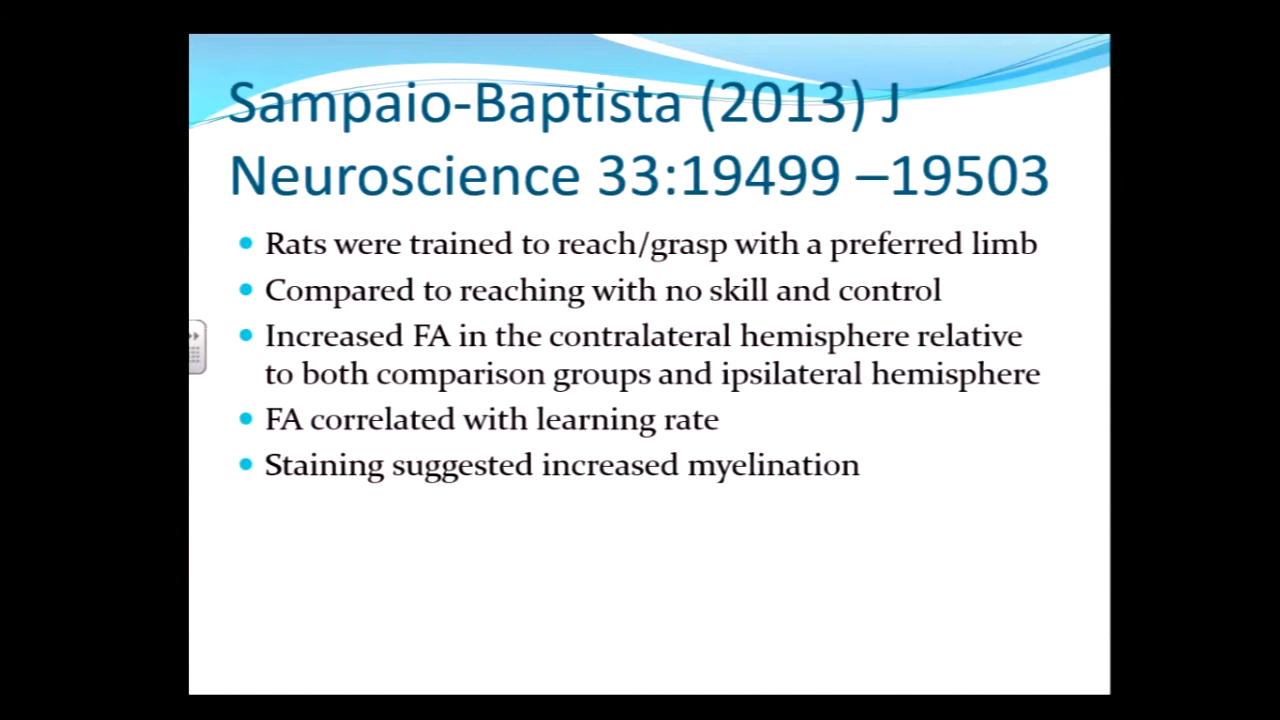 Sampaio-Baptista (2013) J
Neuroscience 33:19499 –19503
• Rats were trained to reach/grasp with a preferred limb
• Compared to reaching with no skill and control
• Increased FA in the contralateral hemisphere relative
to both comparison groups and ipsilateral hemisphere
• FA correlated with learning rate
• Staining suggested increased myelination